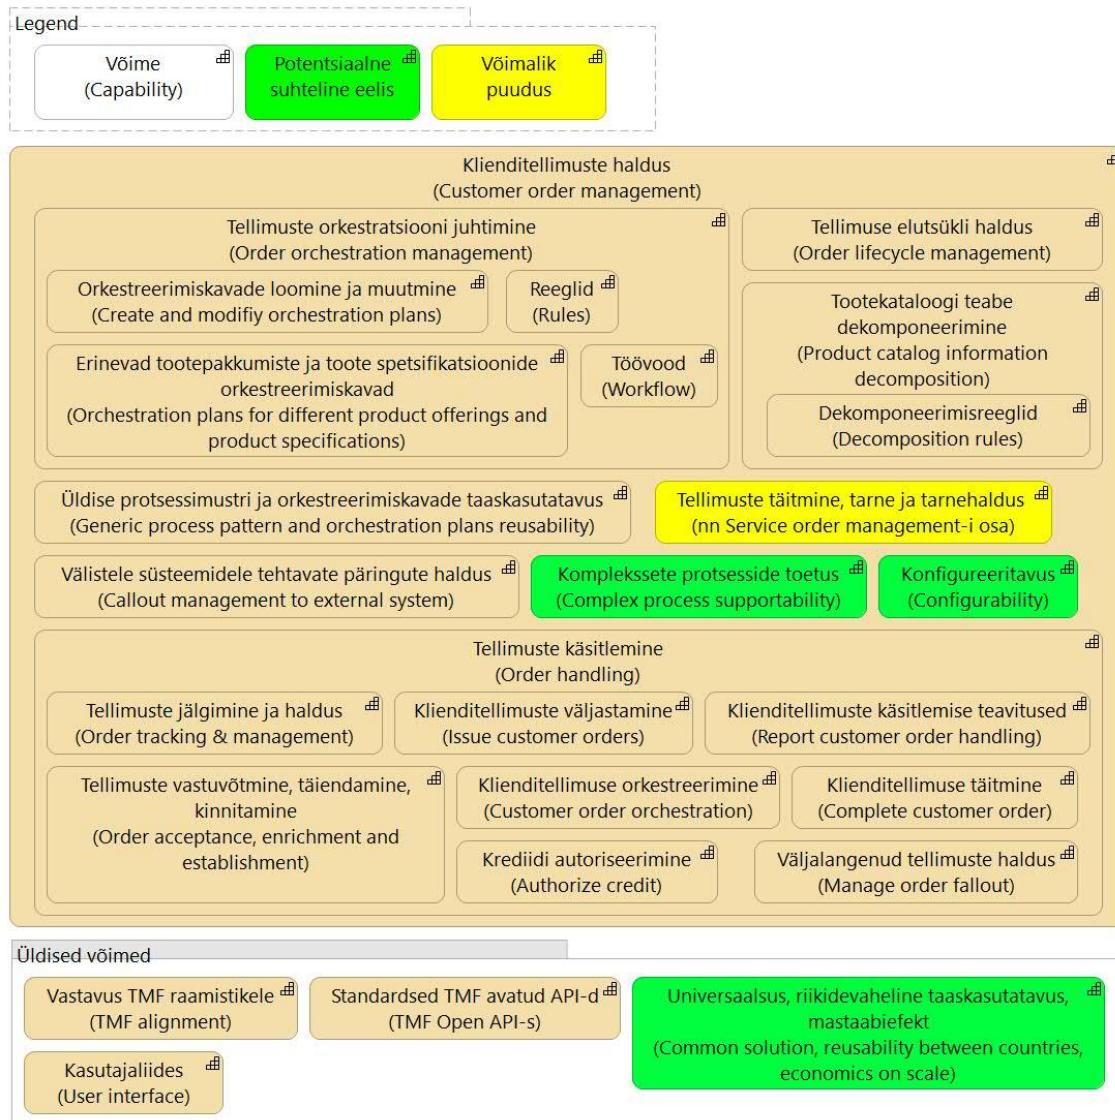 Legend
Võime
(Capability)
Potentsiaalne
suhteline eelis
Võimalik
puudus
Klienditellimuste haldus
(Customer order management)
Tellimuste orkestratsiooni juhtimine
(Order orchestration management)
Orkestreerimiskavade loomine ja muutmine
(Create and modifiy orchestration plans)
Reeglid
(Rules)
Erinevad tootepakkumiste ja toote spetsifikatsioonide
orkestreerimiskavad
(Orchestration plans for different product offerings and
product specifications)
Töövood
(Workflow)
Tellimuse elutsükli haldus
(Order lifecycle management)
Tootekataloogi teabe
dekomponeerimine
(Product catalog information
decomposition)
Dekomponeerimisreeglid
(Decomposition rules)
Üldise protsessimustri ja orkestreerimiskavade taaskasutatavus
(Generic process pattern and orchestration plans reusability)
Tellimuste täitmine, tarne ja tarnehaldus
(nn Service order management-i osa)
Välistele süsteemidele tehtavate päringute haldus
(Callout management to external system)
Komplekssete protsesside toetus
(Complex process supportability)
Konfigureeritavus
(Configurability)
Tellimuste käsitlemine
(Order handling)
Tellimuste jälgimine ja haldus
(Order tracking & management)
Klienditellimuste väljastamine
(Issue customer orders)
Klienditellimuste käsitlemise teavitused
(Report customer order handling)
Tellimuste vastuvõtmine, täiendamine,
kinnitamine
(Order acceptance, enrichment and
establishment)
Klienditellimuse orkestreerimine
(Customer order orchestration)
Klienditellimuse täitmine
(Complete customer order)
Krediidi autoriseerimine
(Authorize credit)
Väljalangenud tellimuste haldus
(Manage order fallout)
Üldised võimed
Vastavus TMF raamistikele
(TMF alignment)
Standardsed TMF avatud API-d
(TMF Open API-s)
Universaalsus, riikidevaheline taaskasutatavus,
mastaabiefekt
(Common solution, reusability between countries,
economics on scale)
Kasutajaliides
(User interface)